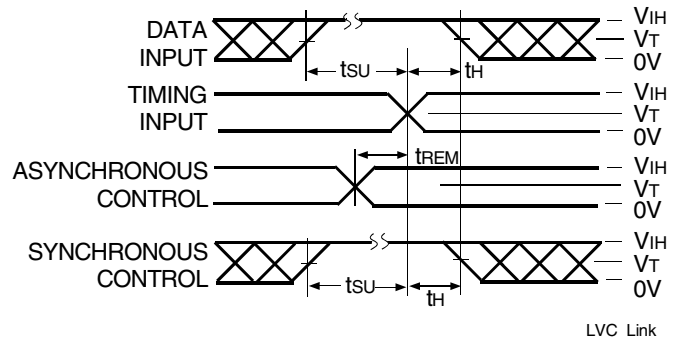 DATA INPUT
VIH
VT
0V
tSU
tH
TIMING INPUT
VIH
VT
0V
tREM
ASYNCHRONOUS CONTROL
VIH
VT
0V
SYNCHRONOUS CONTROL
VIH
VT
0V
tSU
tH
LVC Link